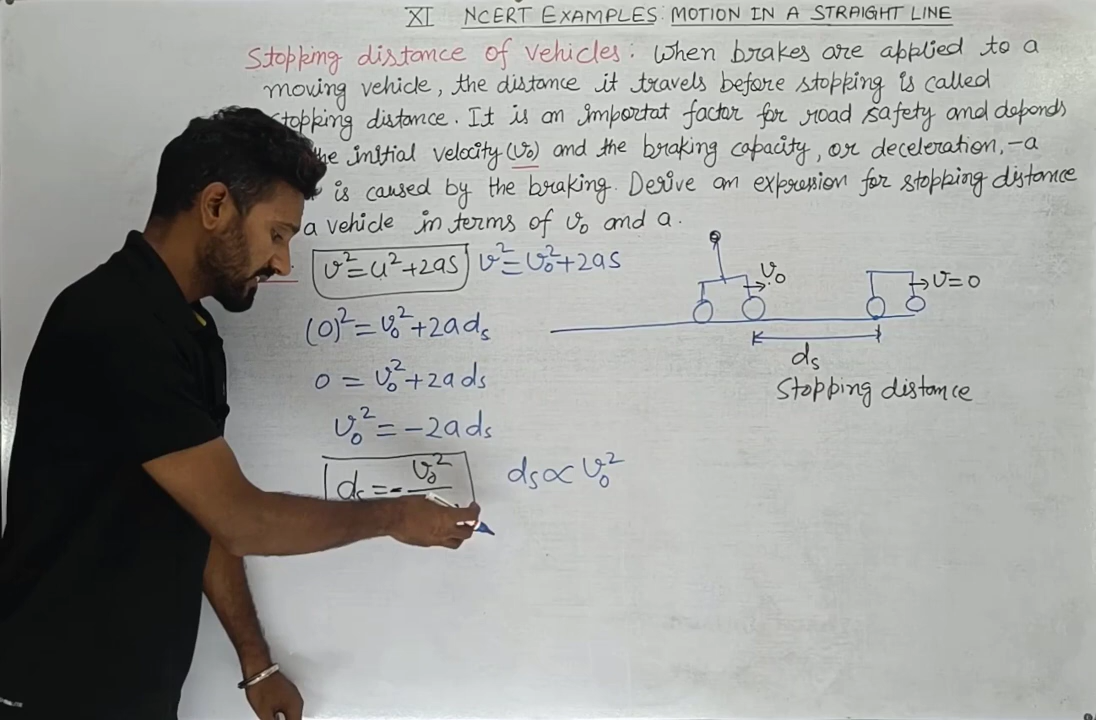 XI NCERT EXAMPLES: MOTION IN A STRAIGHT LINE
Stopping distance of vehicles: When brakes are applied to a
moving vehicle, the distance it travels before stopping is called
stopping distance. It is an importat factor for road safety and depends
the initial velocity (v₀) and the braking capacity, or deceleration, -a
is caused by the braking. Derive an expression for stopping distance
a vehicle in terms of v₀ and a.
v²=u²+2as v²=v₀²+2as
v₀
v=0
(0)²=v₀²+2ads
ds
0 = v₀²+2ads
Stopping distance
v₀²=-2ads
ds=-v₀² ds∝v₀²